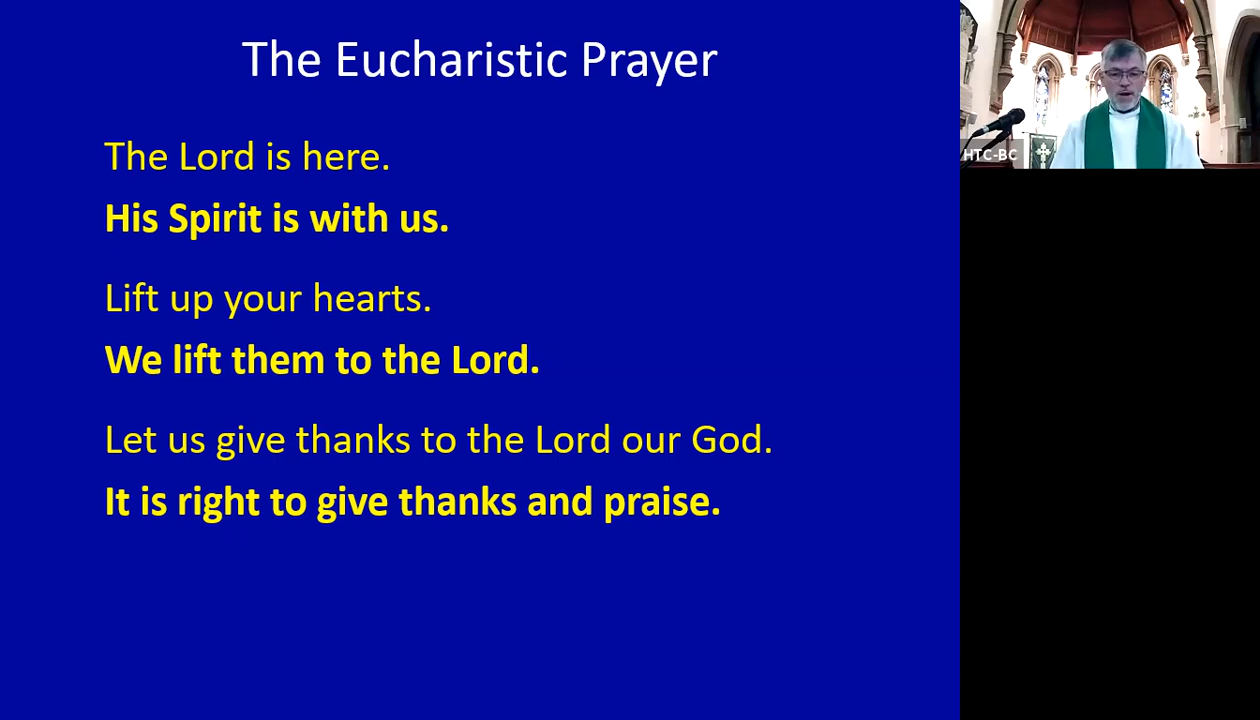 The Eucharistic Prayer
The Lord is here.
His Spirit is with us.
Lift up your hearts.
We lift them to the Lord.
Let us give thanks to the Lord our God.
It is right to give thanks and praise.
HTC-BC